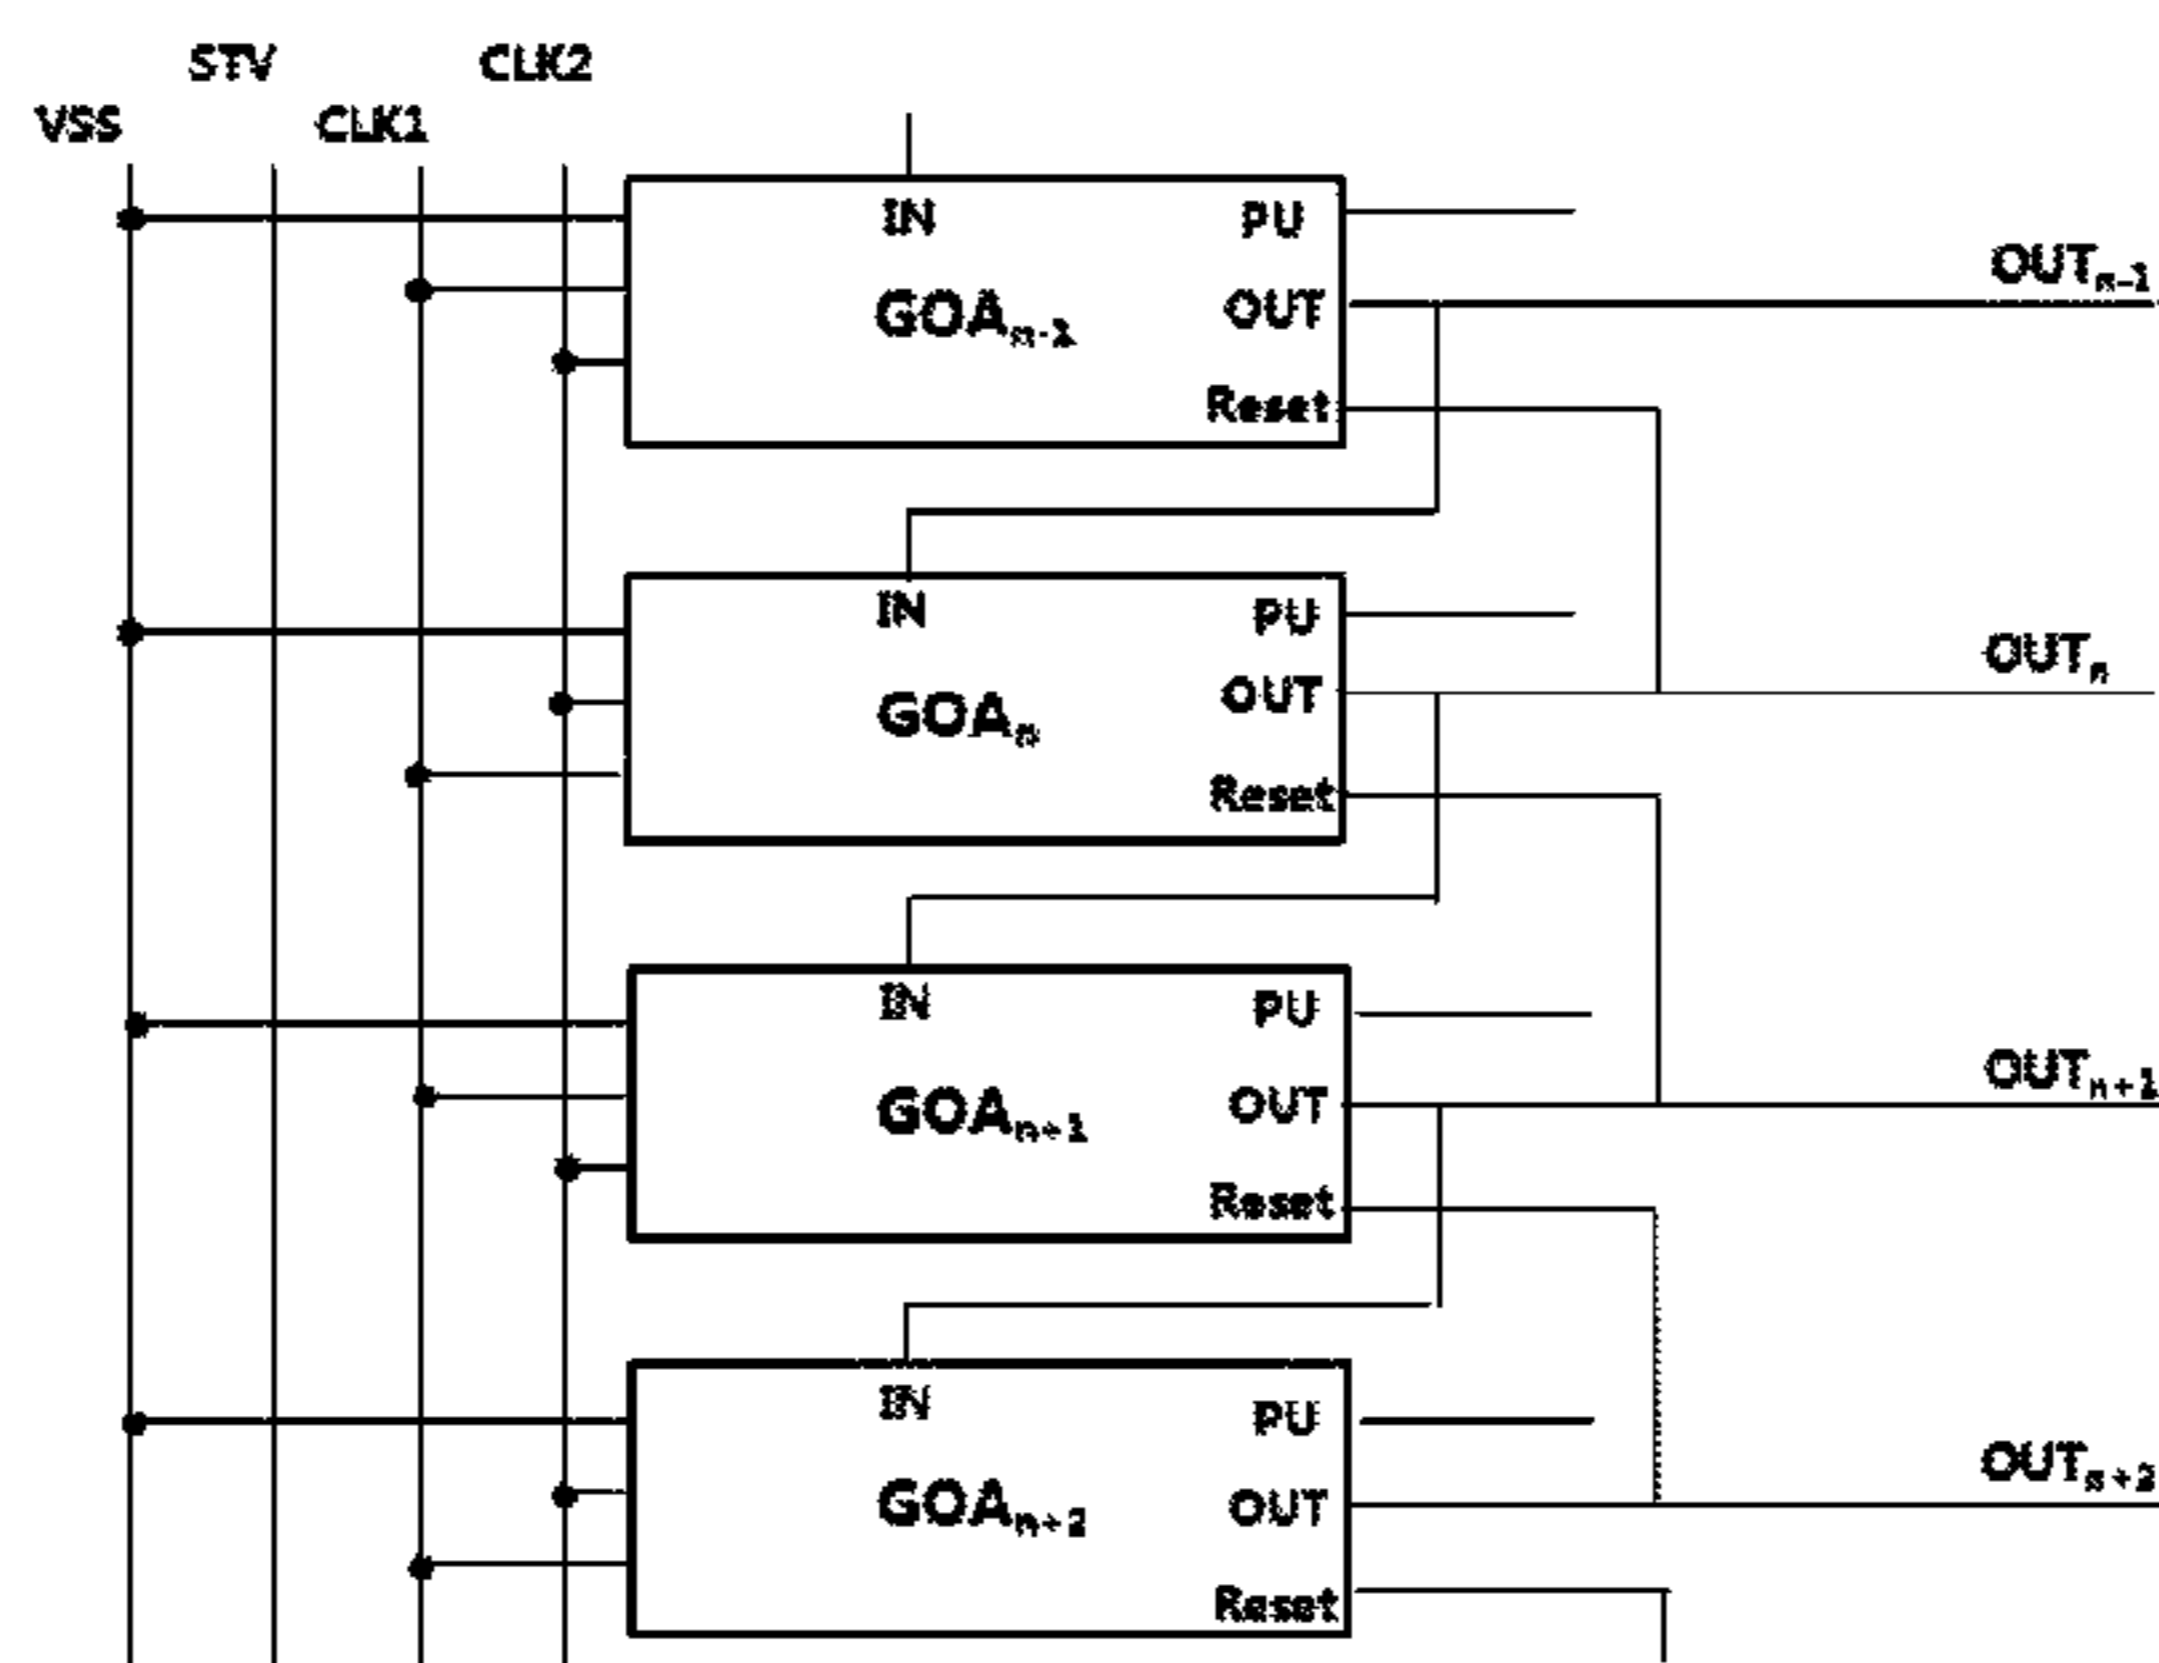 STV CLK2
VSS CLK1
IN PU
OUTn-1
GOAn-1 OUT
Reset
IN PU
OUTn
GOAn OUT
Reset
IN PU
OUTn+1
GOAn+1 OUT
Reset
IN PU
OUTn+2
GOAn+2 OUT
Reset